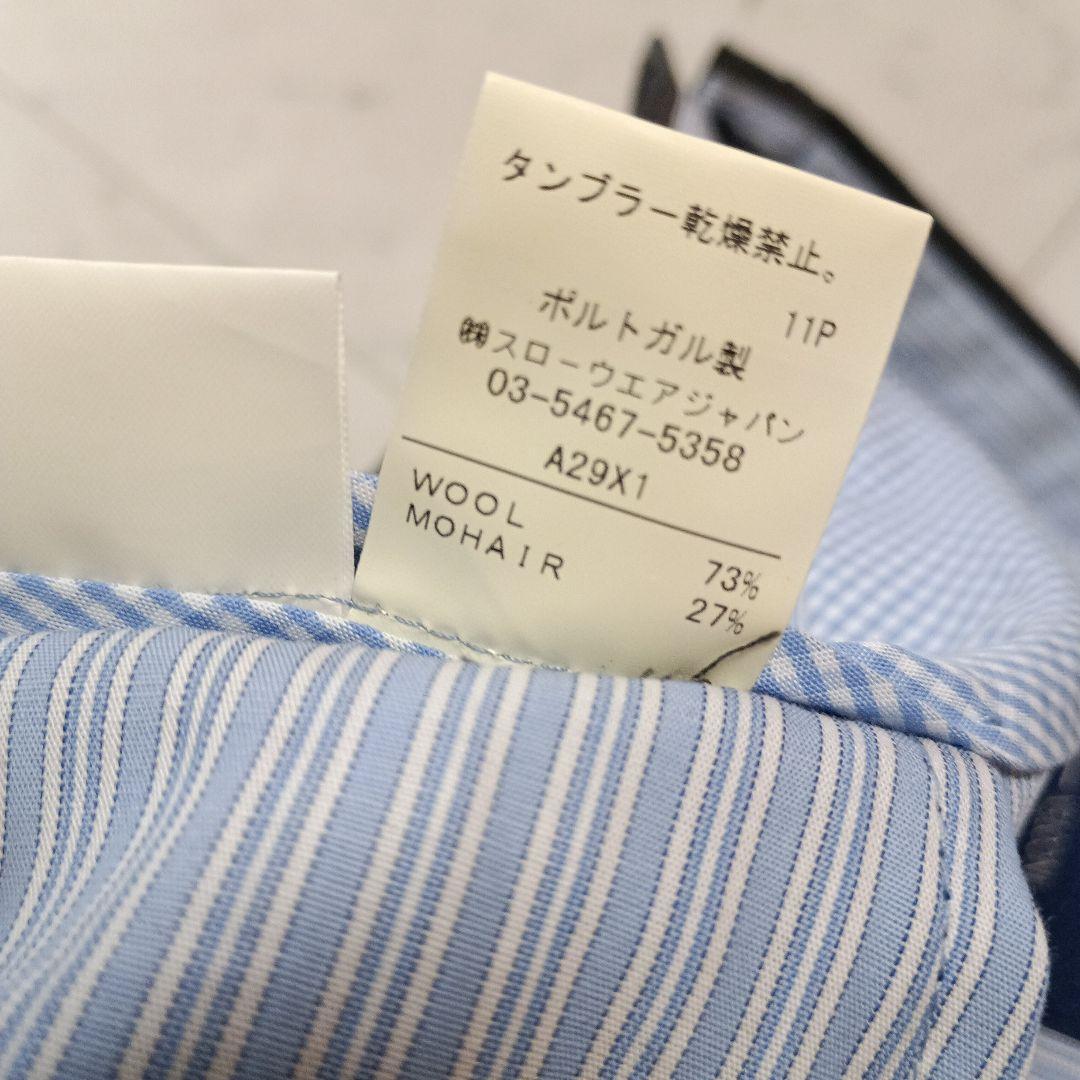 タンブラー乾燥禁止。
11P
ポルトガル製
㈱スローウエアジャパン
03-5467-5358
A29X1
WOOL 73%
MOHAIR 27%